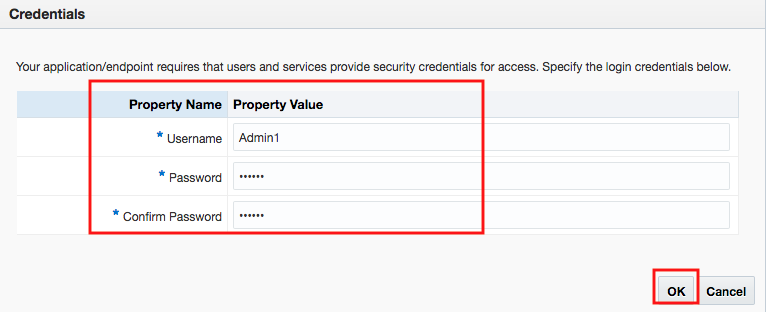 Credentials
Your application/endpoint requires that users and services provide security credentials for access. Specify the login credentials below.
Property Name Property Value
* Username Admin1
* Password ••••••
* Confirm Password ••••••
OK Cancel